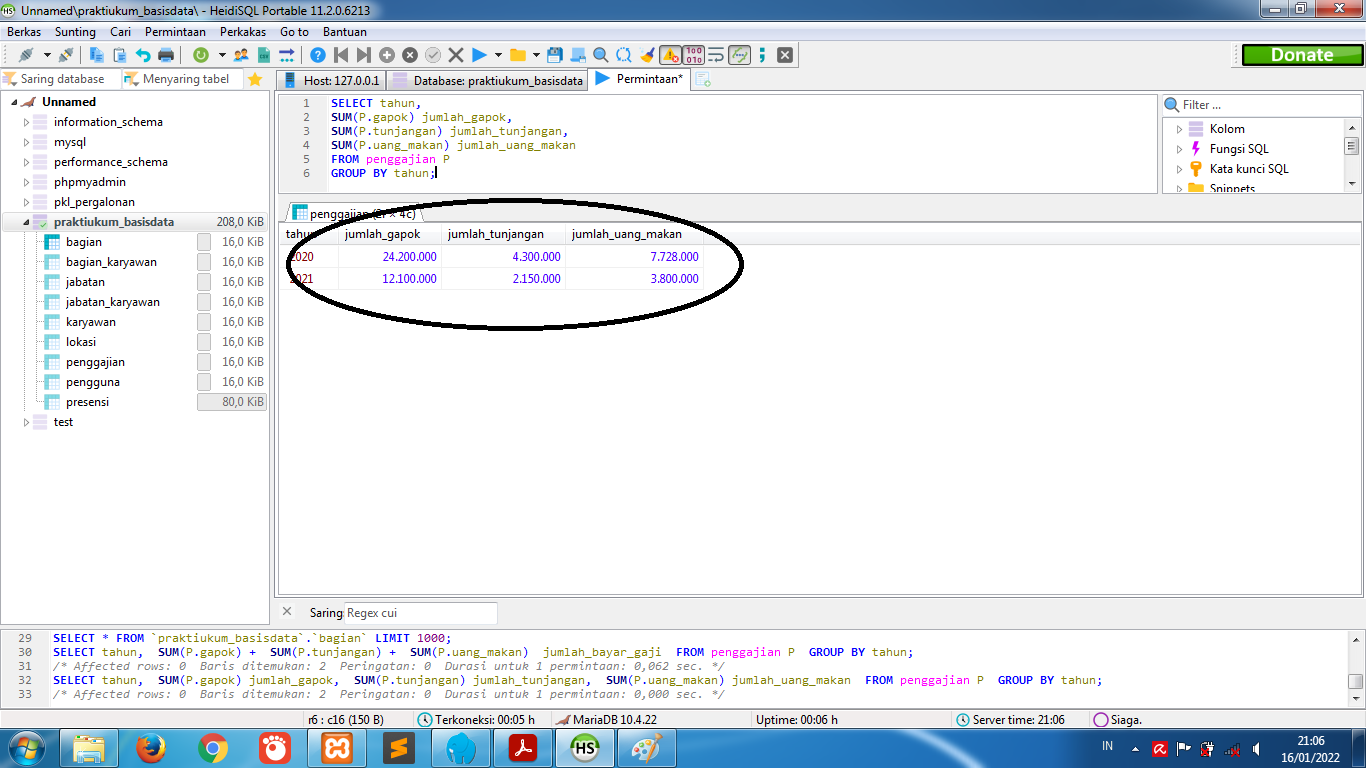 Unnamed\praktiukum_basisdata\ - HeidiSQL Portable 11.2.0.6213
Berkas Sunting Cari Permintaan Perkakas Go to Bantuan
Donate
Saring database Menyaring tabel
Host: 127.0.0.1 Database: praktiukum_basisdata Permintaan*
Unnamed
information_schema
mysql
performance_schema
phpmyadmin
pkl_pergalonan
praktiukum_basisdata 208,0 KiB
bagian 16,0 KiB
bagian_karyawan 16,0 KiB
jabatan 16,0 KiB
jabatan_karyawan 16,0 KiB
karyawan 16,0 KiB
lokasi 16,0 KiB
penggajian 16,0 KiB
pengguna 16,0 KiB
presensi 80,0 KiB
test
1 SELECT tahun,
2 SUM(P.gapok) jumlah_gapok,
3 SUM(P.tunjangan) jumlah_tunjangan,
4 SUM(P.uang_makan) jumlah_uang_makan
5 FROM penggajian P
6 GROUP BY tahun;
Filter ...
Kolom
Fungsi SQL
Kata kunci SQL
Snippets
penggajian (2r × 4c)
tahun jumlah_gapok jumlah_tunjangan jumlah_uang_makan
2020 24.200.000 4.300.000 7.728.000
2021 12.100.000 2.150.000 3.800.000
Saring: Regex cui
29 SELECT * FROM `praktiukum_basisdata`.`bagian` LIMIT 1000;
30 SELECT tahun, SUM(P.gapok) + SUM(P.tunjangan) + SUM(P.uang_makan) jumlah_bayar_gaji FROM penggajian P GROUP BY tahun;
31 /* Affected rows: 0 Baris ditemukan: 2 Peringatan: 0 Durasi untuk 1 permintaan: 0,062 sec. */
32 SELECT tahun, SUM(P.gapok) jumlah_gapok, SUM(P.tunjangan) jumlah_tunjangan, SUM(P.uang_makan) jumlah_uang_makan FROM penggajian P GROUP BY tahun;
33 /* Affected rows: 0 Baris ditemukan: 2 Peringatan: 0 Durasi untuk 1 permintaan: 0,000 sec. */
r6 : c16 (150 B) Terkoneksi: 00:05 h MariaDB 10.4.22 Uptime: 00:06 h Server time: 21:06 Siaga.
HS
IN
21:06
16/01/2022